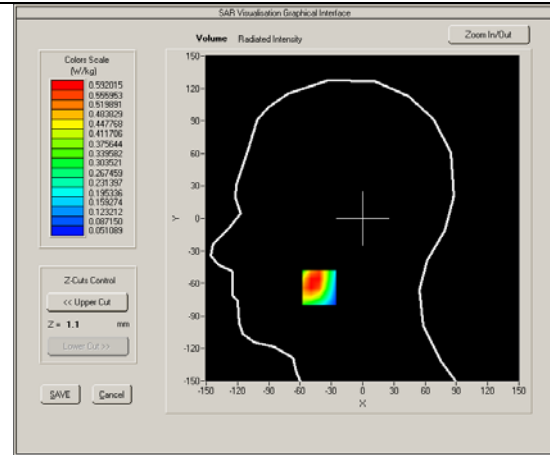 SAR Visualisation Graphical Interface
Volume Radiated Intensity
Zoom In/Out
Colors Scale
(W/kg)
0.592015
0.555953
0.519891
0.483829
0.447768
0.411706
0.375644
0.339582
0.303521
0.267459
0.231397
0.195336
0.159274
0.123212
0.087150
0.051089
Z-Cuts Control
<< Upper Cut
Z = 1.1 mm
Lower Cut >>
SAVE Cancel
150
120
90
60
30
0
-30
-60
-90
-120
-150
Y
-150 -120 -90 -60 -30 0 30 60 90 120 150
X